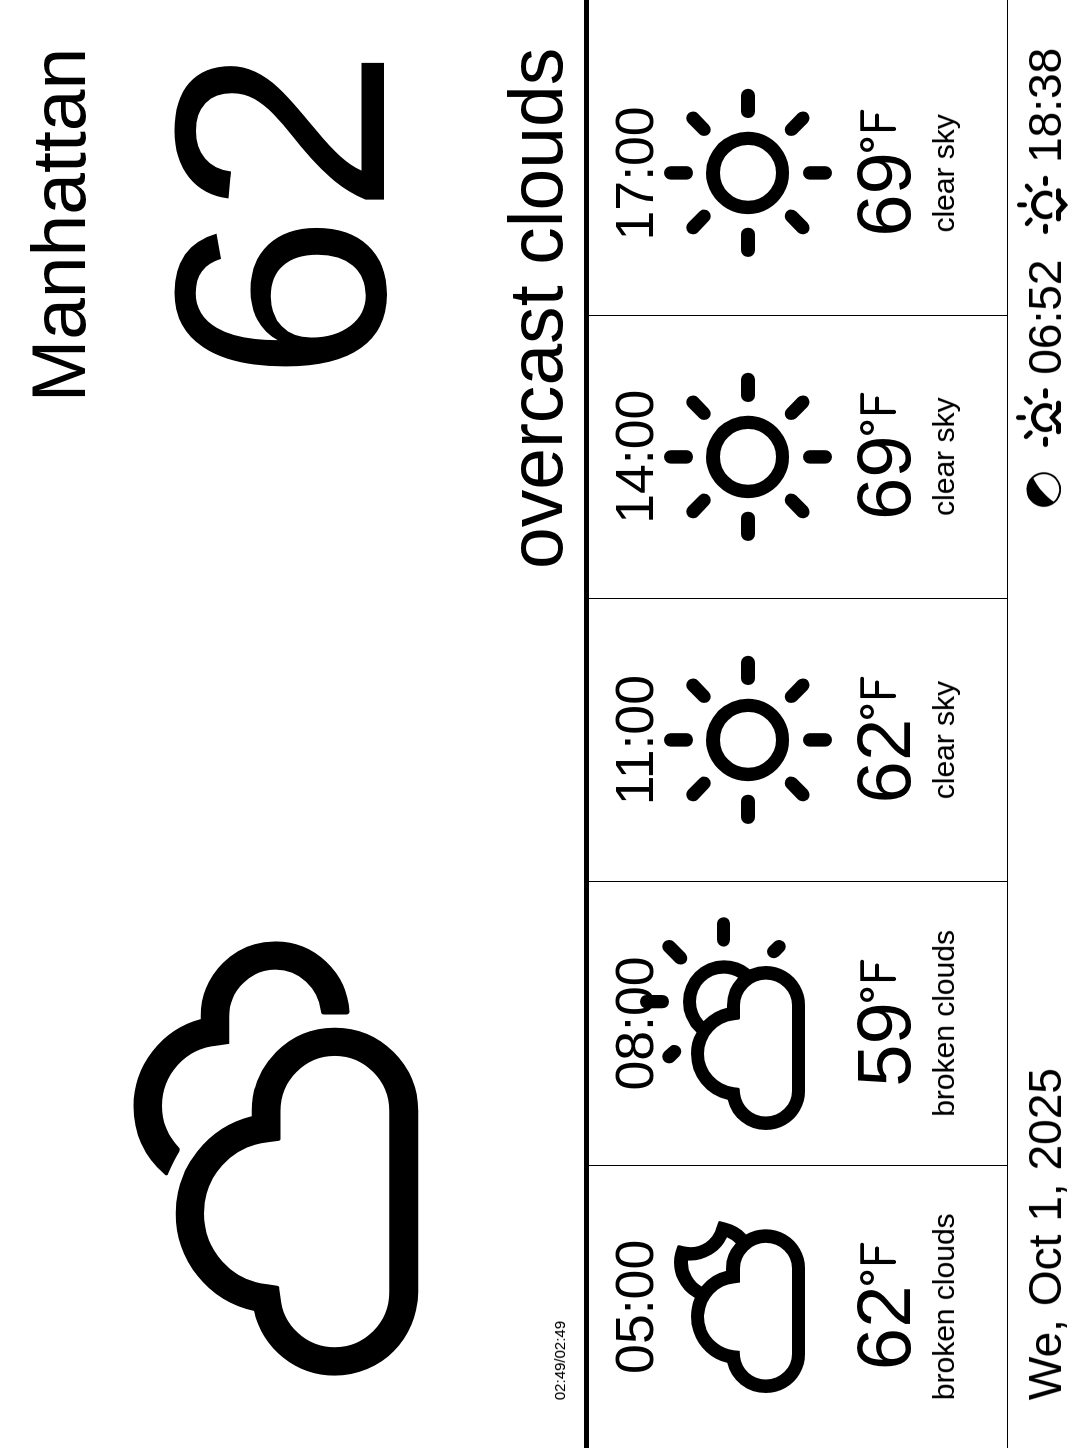 Manhattan
62
overcast clouds
02:49/02:49
05:00
08:00
11:00
14:00
17:00
62°F
59°F
62°F
69°F
69°F
broken clouds
broken clouds
clear sky
clear sky
clear sky
We, Oct 1, 2025
06:52
18:38